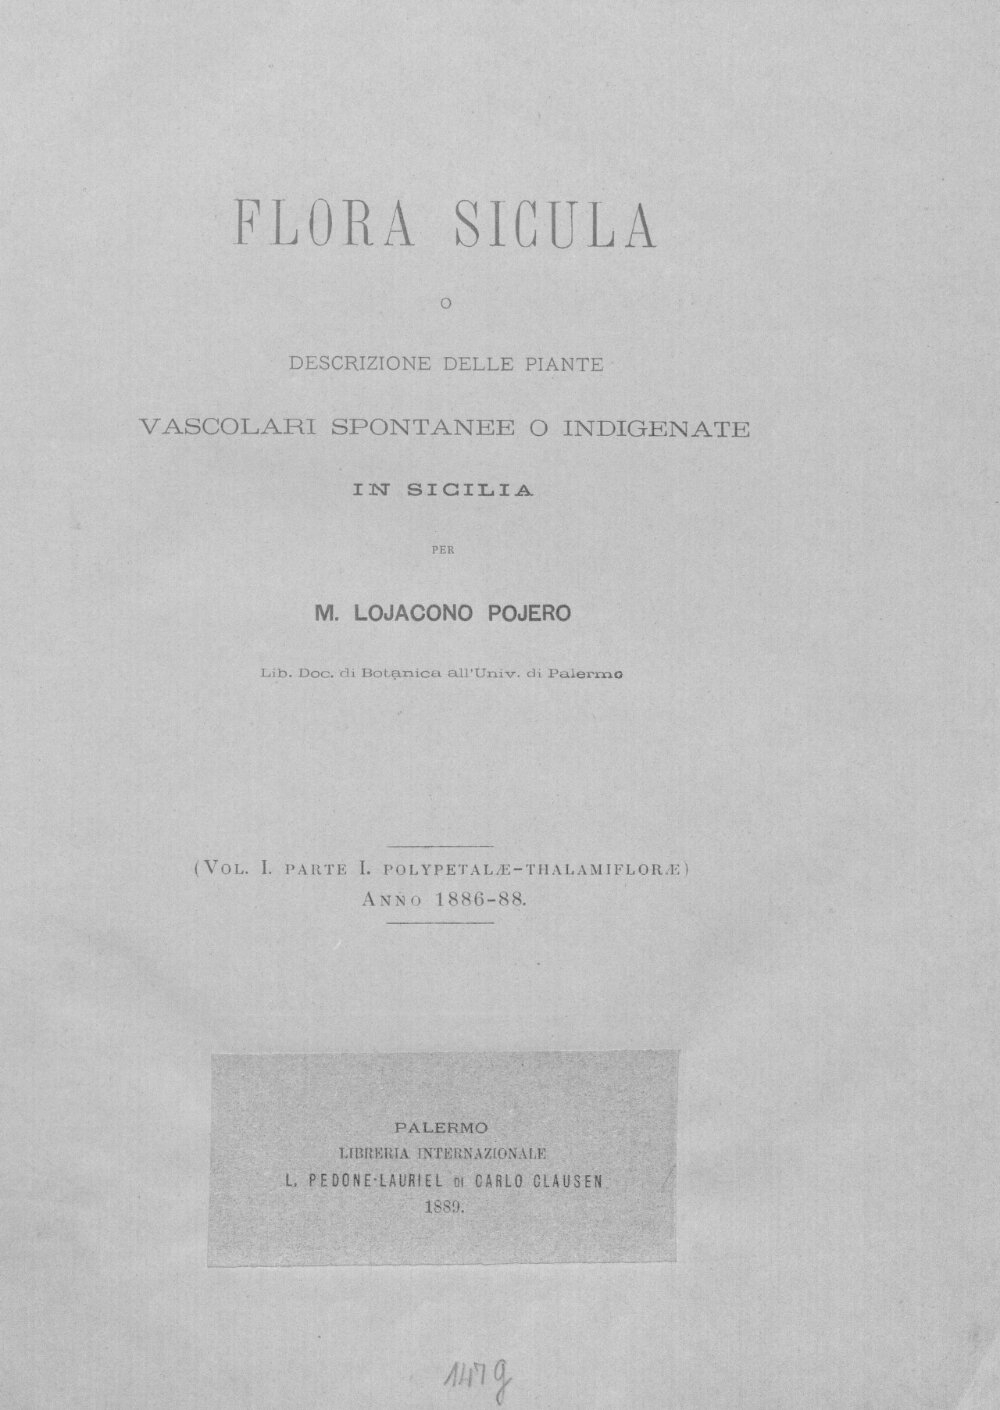 FLORA SICULA
O
DESCRIZIONE DELLE PIANTE
VASCOLARI SPONTANEE O INDIGENATE
IN SICILIA
PER
M. LOJACONO POJERO
Lib. Doc. di Botanica all'Univ. di Palermo
(VOL. I. PARTE I. POLYPETALÆ-THALAMIFLORÆ)
ANNO 1886-88.
PALERMO
LIBRERIA INTERNAZIONALE
L. PEDONE-LAURIEL DI CARLO CLAUSEN
1889.